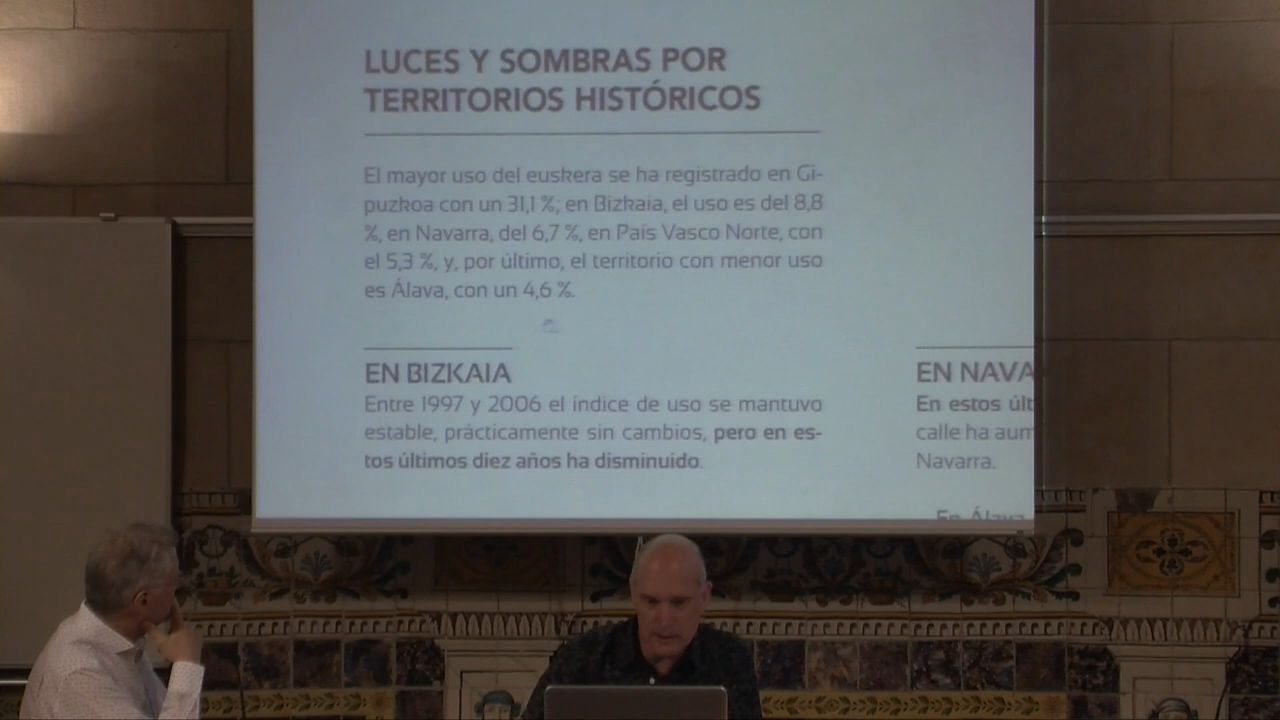 LUCES Y SOMBRAS POR
TERRITORIOS HISTÓRICOS
El mayor uso del euskera se ha registrado en Gi-
puzkoa con un 31,1 %; en Bizkaia, el uso es del 8,8
%, en Navarra, del 6,7 %, en País Vasco Norte, con
el 5,3 %, y, por último, el territorio con menor uso
es Álava, con un 4,6 %.
EN BIZKAIA
Entre 1997 y 2006 el índice de uso se mantuvo
estable, prácticamente sin cambios, pero en es-
tos últimos diez años ha disminuido.
EN NAVA
En estos últ
calle ha aum
Navarra.
En Álava